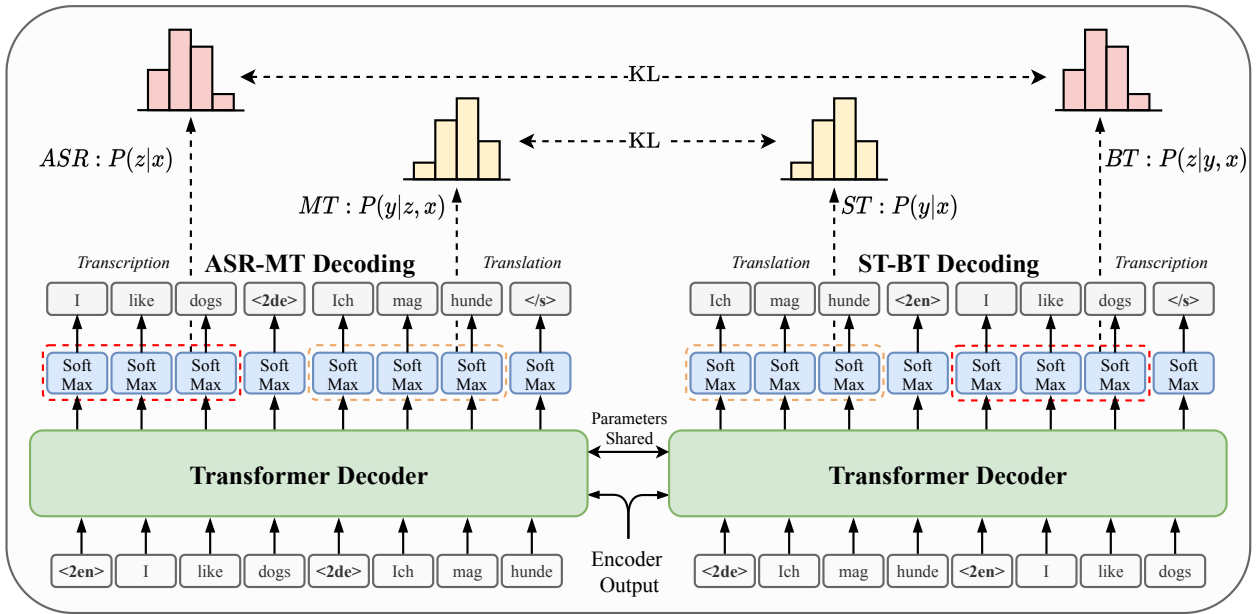 KL
KL
ASR : P(z|x)
MT : P(y|z, x)
ST : P(y|x)
BT : P(z|y, x)
Transcription ASR-MT Decoding Translation
Translation ST-BT Decoding Transcription
I like dogs <2de> Ich mag hunde </s>
Ich mag hunde <2en> I like dogs </s>
Soft Soft Soft Soft Soft Soft Soft Soft
Max Max Max Max Max Max Max Max
Soft Soft Soft Soft Soft Soft Soft Soft
Max Max Max Max Max Max Max Max
Parameters
Shared
Transformer Decoder
Transformer Decoder
Encoder
Output
<2en> I like dogs <2de> Ich mag hunde
<2de> Ich mag hunde <2en> I like dogs